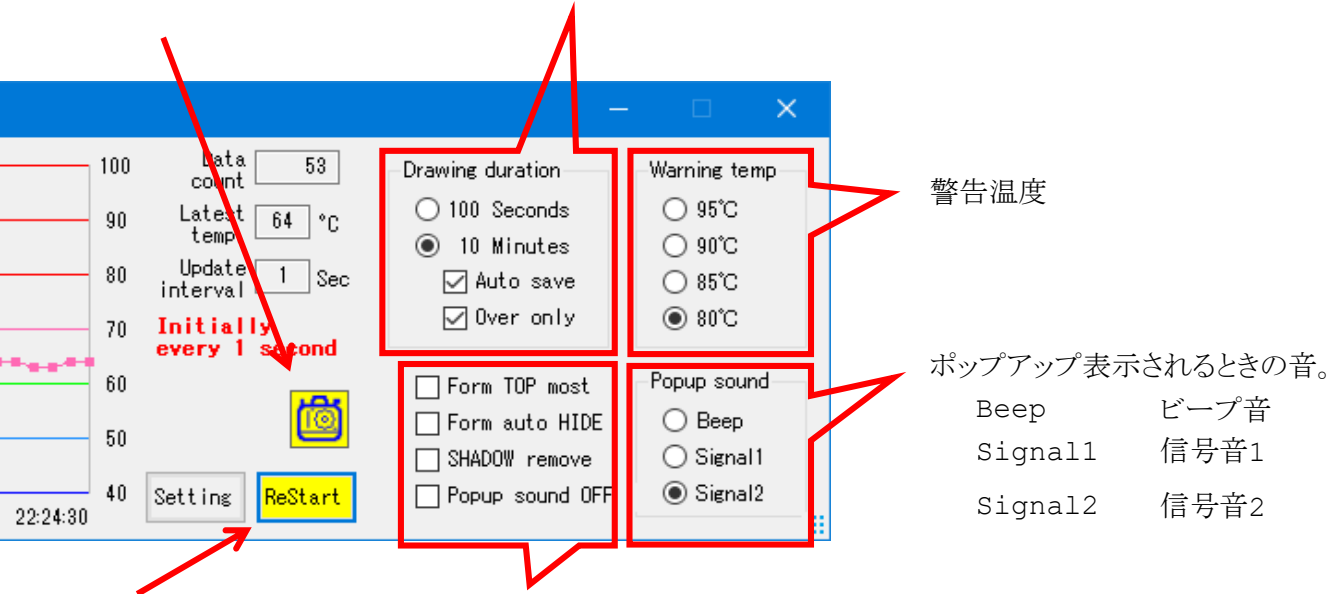 100
90
80
70
60
50
40
22:24:30
Data
count
53
Latest
temp
64 °C
Update
interval
1 Sec
Initially
every 1 second
Setting
ReStart
Drawing duration
100 Seconds
10 Minutes
Auto save
Over only
Form TOP most
Form auto HIDE
SHADOW remove
Popup sound OFF
Warning temp
95℃
90℃
85℃
80℃
Popup sound
Beep
Signal1
Signal2
警告温度
ポップアップ表示されるときの音。
Beep ビープ音
Signal1 信号音1
Signal2 信号音2